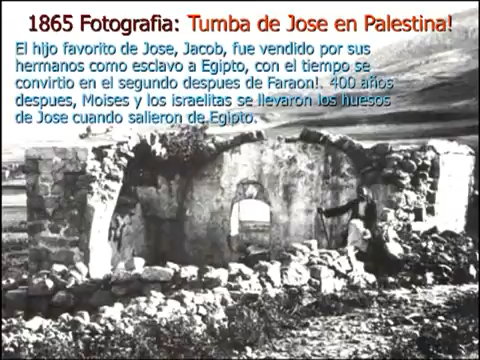 1865 Fotografia: Tumba de Jose en Palestina!
El hijo favorito de Jose, Jacob, fue vendido por sus
hermanos como esclavo a Egipto, con el tiempo se
convirtio en el segundo despues de Faraon!. 400 años
despues, Moises y los israelitas se llevaron los huesos
de Jose cuando salieron de Egipto.